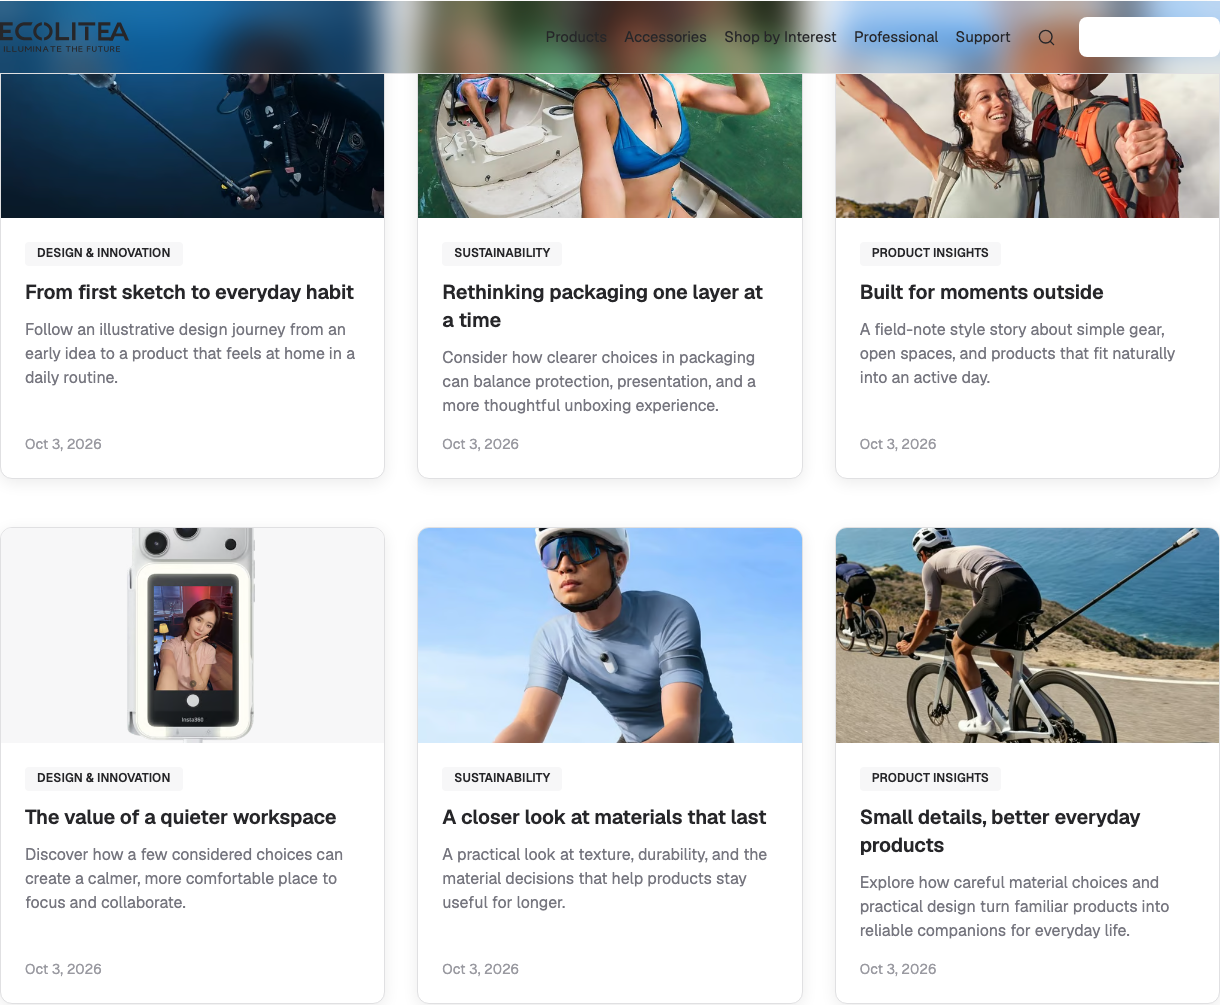 ECOLITEA
ILLUMINATE THE FUTURE
Products Accessories Shop by Interest Professional Support
DESIGN & INNOVATION
From first sketch to everyday habit
Follow an illustrative design journey from an
early idea to a product that feels at home in a
daily routine.
Oct 3, 2026
SUSTAINABILITY
Rethinking packaging one layer at
a time
Consider how clearer choices in packaging
can balance protection, presentation, and a
more thoughtful unboxing experience.
Oct 3, 2026
PRODUCT INSIGHTS
Built for moments outside
A field-note style story about simple gear,
open spaces, and products that fit naturally
into an active day.
Oct 3, 2026
Insta360
DESIGN & INNOVATION
The value of a quieter workspace
Discover how a few considered choices can
create a calmer, more comfortable place to
focus and collaborate.
Oct 3, 2026
SUSTAINABILITY
A closer look at materials that last
A practical look at texture, durability, and the
material decisions that help products stay
useful for longer.
Oct 3, 2026
PRODUCT INSIGHTS
Small details, better everyday
products
Explore how careful material choices and
practical design turn familiar products into
reliable companions for everyday life.
Oct 3, 2026